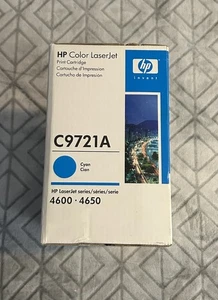 HP Color LaserJet
Print Cartridge
Cartouche d'impression
Cartucho de impresión
hp
invent
C9721A
Cyan
Cian
HP LaserJet series/séries/serie
4600 · 4650